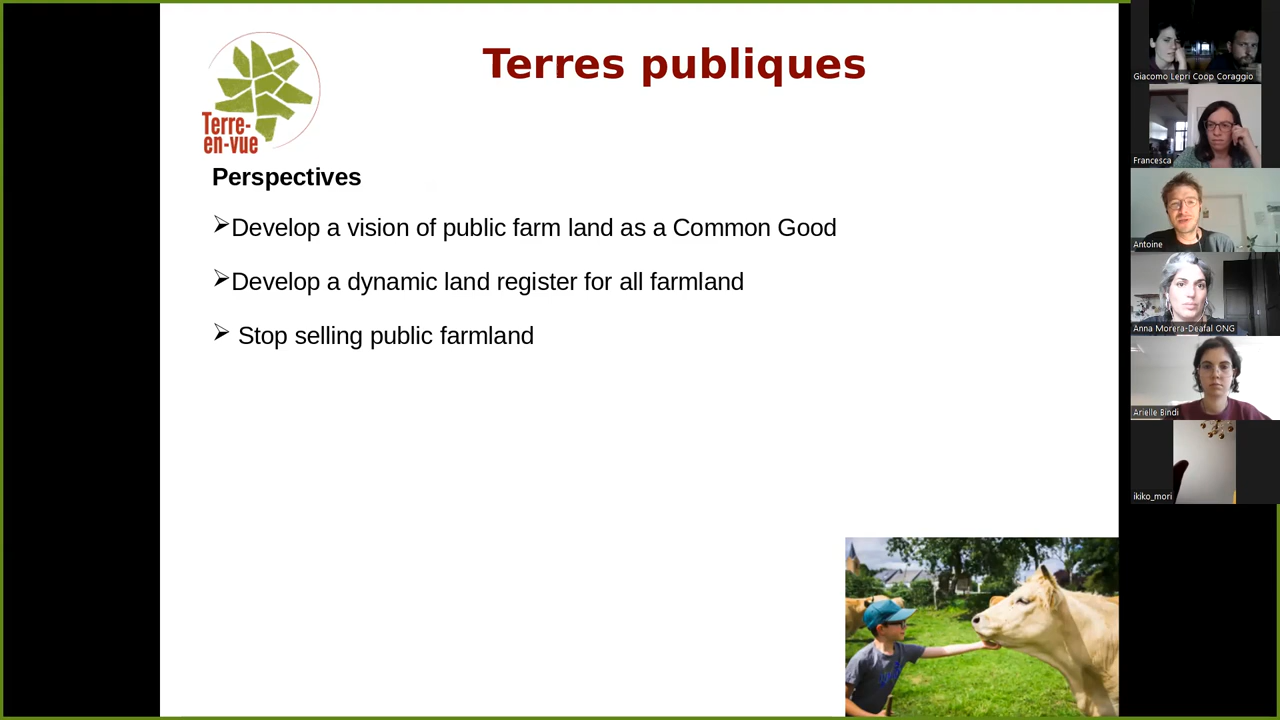 Terres publiques
Terre-
en-vue
Perspectives
➢Develop a vision of public farm land as a Common Good
➢Develop a dynamic land register for all farmland
➢ Stop selling public farmland
Giacomo Lepri Coop Coraggio
Francesca
Antoine
Anna Morera-Deafal ONG
Arielle Bindi
ikiko_mori